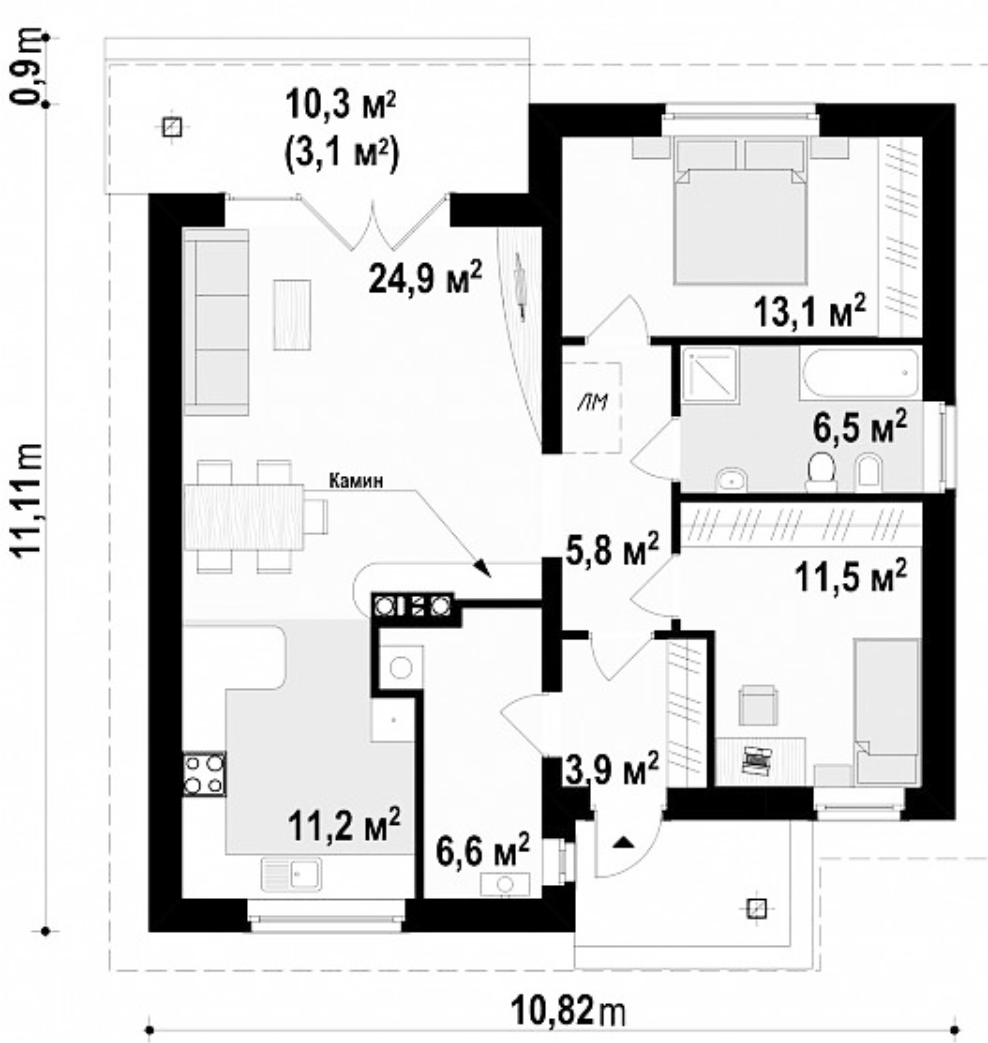 0,9m
10,3 м²
(3,1 м²)
24,9 м²
13,1 м²
ЛМ
6,5 м²
Камин
11,11m
5,8 м²
11,5 м²
3,9 м²
11,2 м²
6,6 м²
10,82m